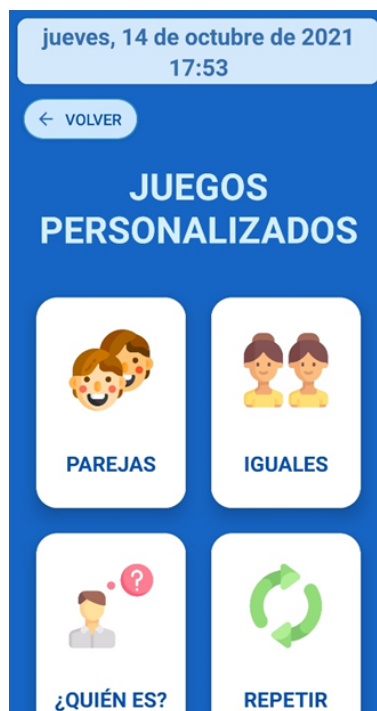 jueves, 14 de octubre de 2021
17:53
← VOLVER
JUEGOS
PERSONALIZADOS
PAREJAS
IGUALES
?
¿QUIÉN ES?
REPETIR